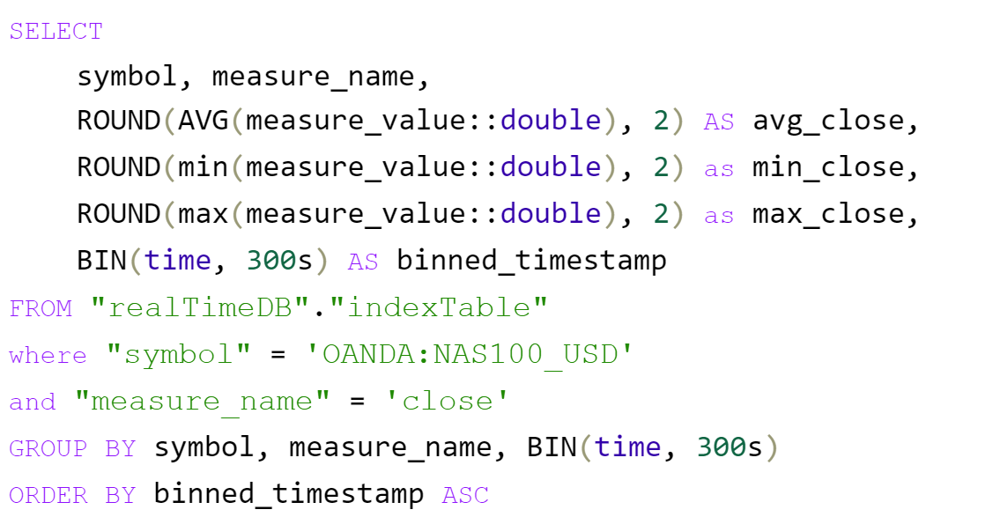 SELECT
symbol, measure_name,
ROUND(AVG(measure_value::double), 2) AS avg_close,
ROUND(min(measure_value::double), 2) as min_close,
ROUND(max(measure_value::double), 2) as max_close,
BIN(time, 300s) AS binned_timestamp
FROM "realTimeDB"."indexTable"
where "symbol" = 'OANDA:NAS100_USD'
and "measure_name" = 'close'
GROUP BY symbol, measure_name, BIN(time, 300s)
ORDER BY binned_timestamp ASC